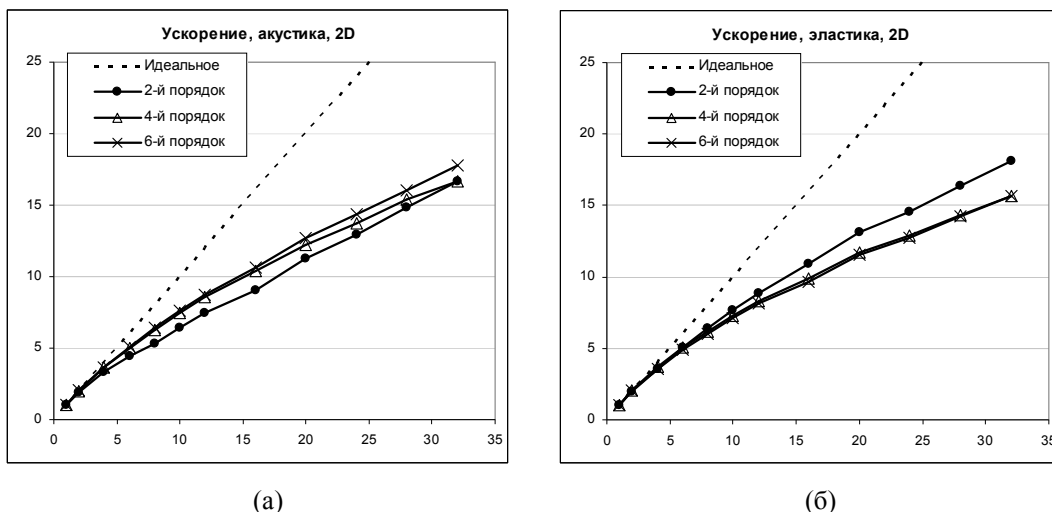 Ускорение, акустика, 2D
25
20
15
10
5
0
Идеальное
2-й порядок
4-й порядок
6-й порядок
0 5 10 15 20 25 30 35
(а)
Ускорение, эластика, 2D
25
20
15
10
5
0
Идеальное
2-й порядок
4-й порядок
6-й порядок
0 5 10 15 20 25 30 35
(б)